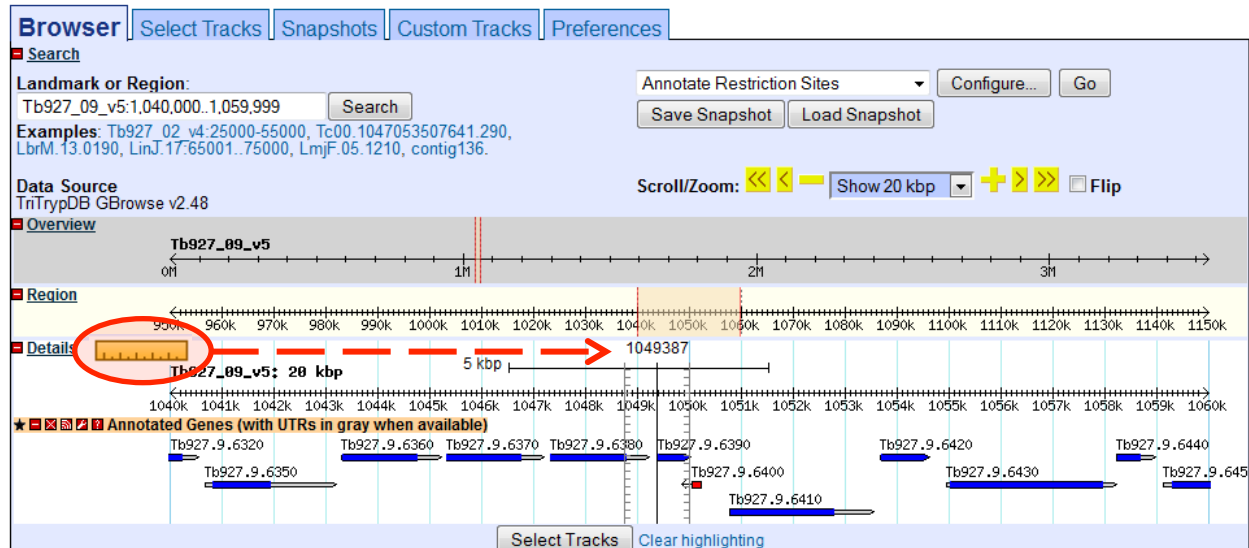 Browser Select Tracks Snapshots Custom Tracks Preferences
Search
Landmark or Region:
Tb927_09_v5:1,040,000..1,059,999 Search
Annotate Restriction Sites Configure... Go
Save Snapshot Load Snapshot
Examples: Tb927_02_v4:25000-55000, Tc00.1047053507641.290,
LbrM.13.0190, LinJ.17:65001..75000, LmjF.05.1210, contig136.
Data Source
TriTrypDB GBrowse v2.48
Scroll/Zoom: << < Show 20 kbp > >> Flip
Overview
Tb927_09_v5
0M 1M 2M 3M
Region
950k 960k 970k 980k 990k 1000k 1010k 1020k 1030k 1040k 1050k 1060k 1070k 1080k 1090k 1100k 1110k 1120k 1130k 1140k 1150k
Details 1049387
5 kbp
Tb927_09_v5: 20 kbp
1040k 1041k 1042k 1043k 1044k 1045k 1046k 1047k 1048k 1049k 1050k 1051k 1052k 1053k 1054k 1055k 1056k 1057k 1058k 1059k 1060k
Annotated Genes (with UTRs in gray when available)
Tb927.9.6320 Tb927.9.6360 Tb927.9.6370 Tb927.9.6380 Tb927.9.6390 Tb927.9.6420 Tb927.9.6440
Tb927.9.6350 Tb927.9.6400 Tb927.9.6430 Tb927.9.645
Tb927.9.6410
Select Tracks Clear highlighting